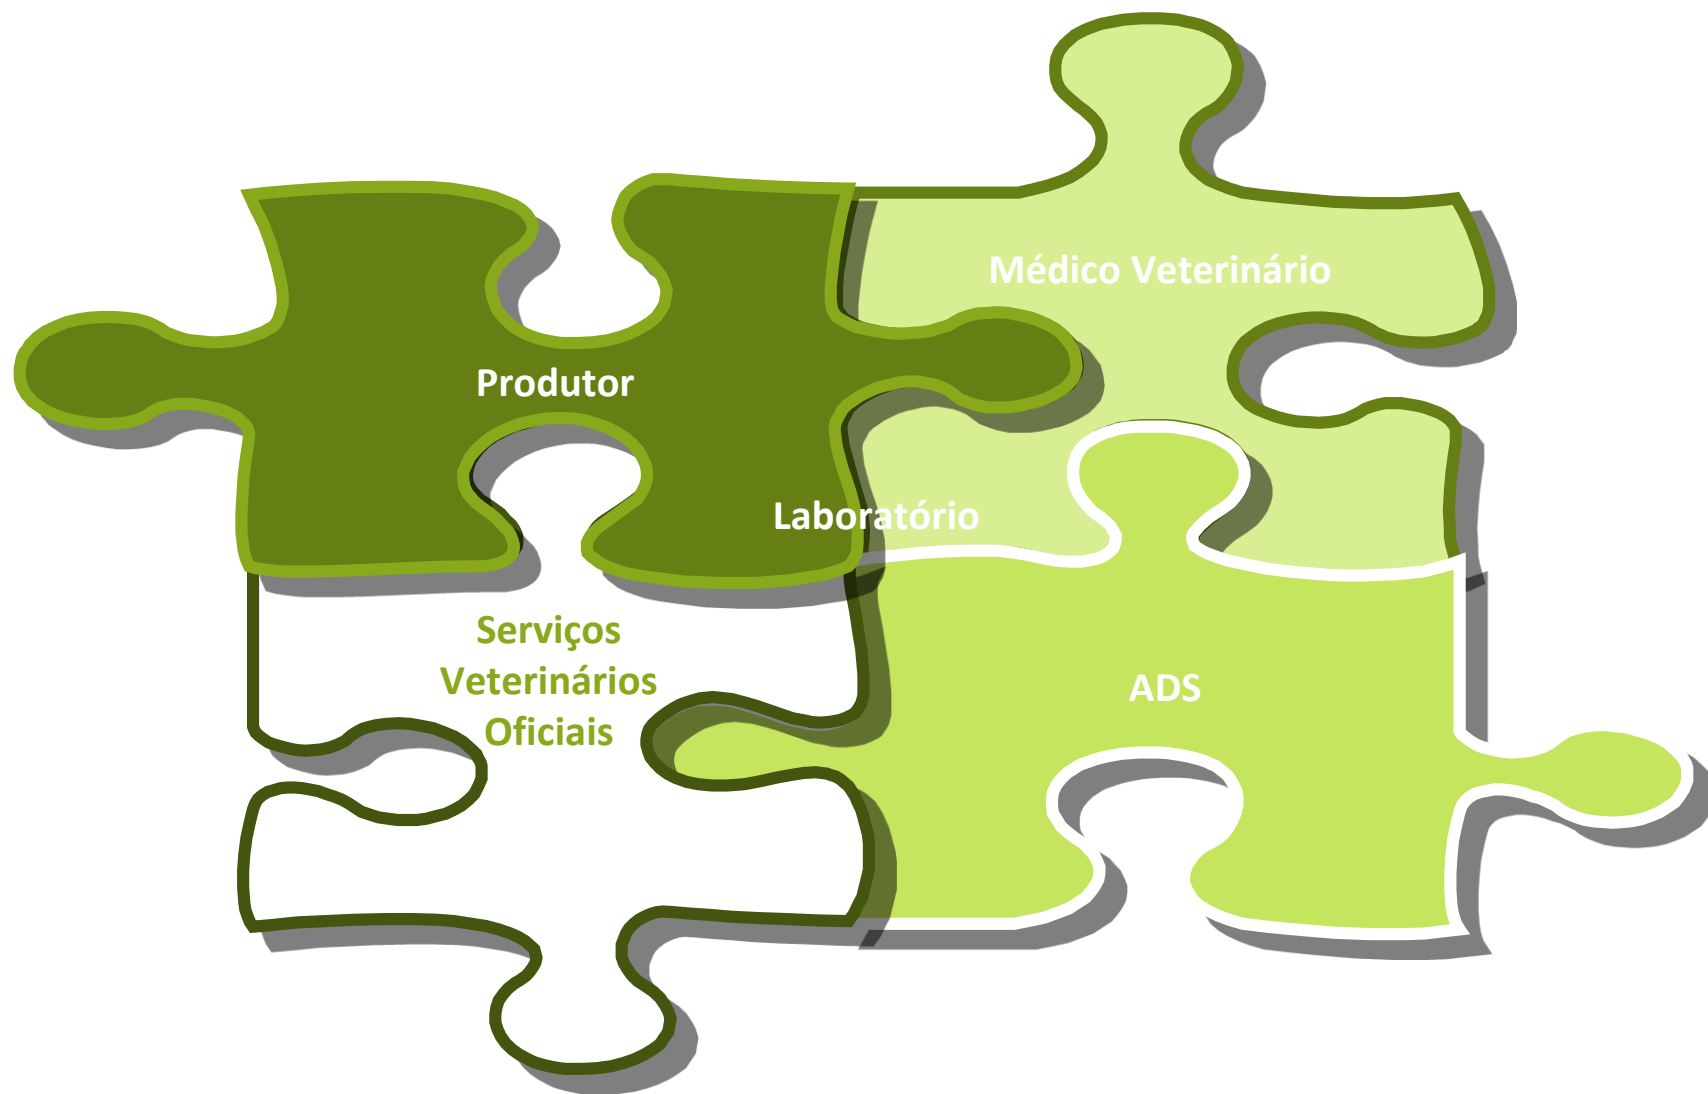 Médico Veterinário
Produtor
Laboratório
Serviços
Veterinários
Oficiais
ADS